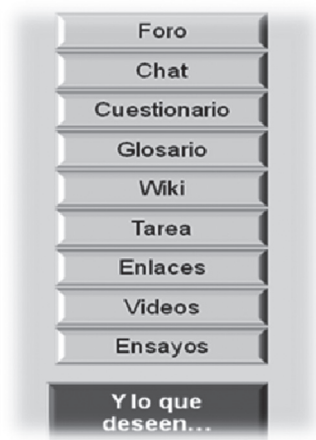 Foro
Chat
Cuestionario
Glosario
Wiki
Tarea
Enlaces
Videos
Ensayos
Y lo que
deseen...